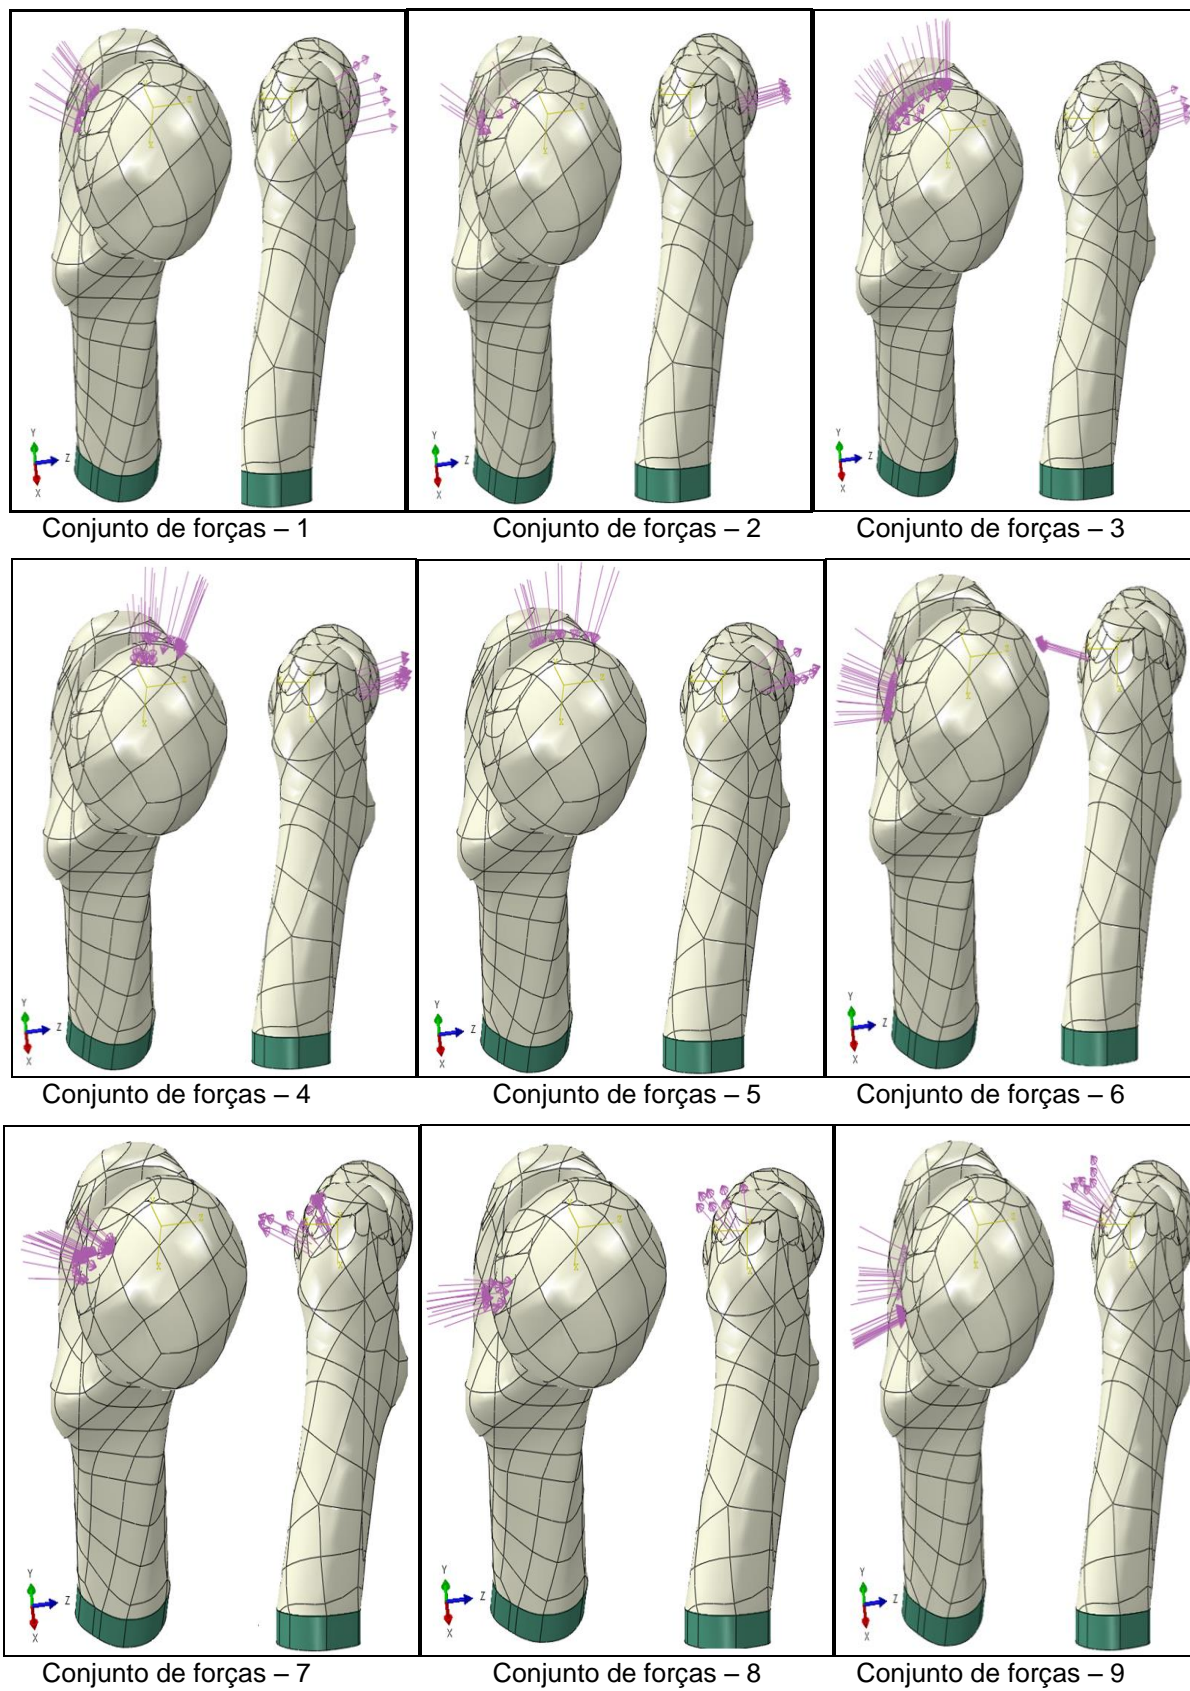 Y
Z
X
Y
Z
X
Y
Z
X
Conjunto de forças – 1
Conjunto de forças – 2
Conjunto de forças – 3
Y
Z
X
Y
Z
X
Y
Z
X
Conjunto de forças – 4
Conjunto de forças – 5
Conjunto de forças – 6
Y
Z
X
Y
Z
X
Y
Z
X
Conjunto de forças – 7
Conjunto de forças – 8
Conjunto de forças – 9